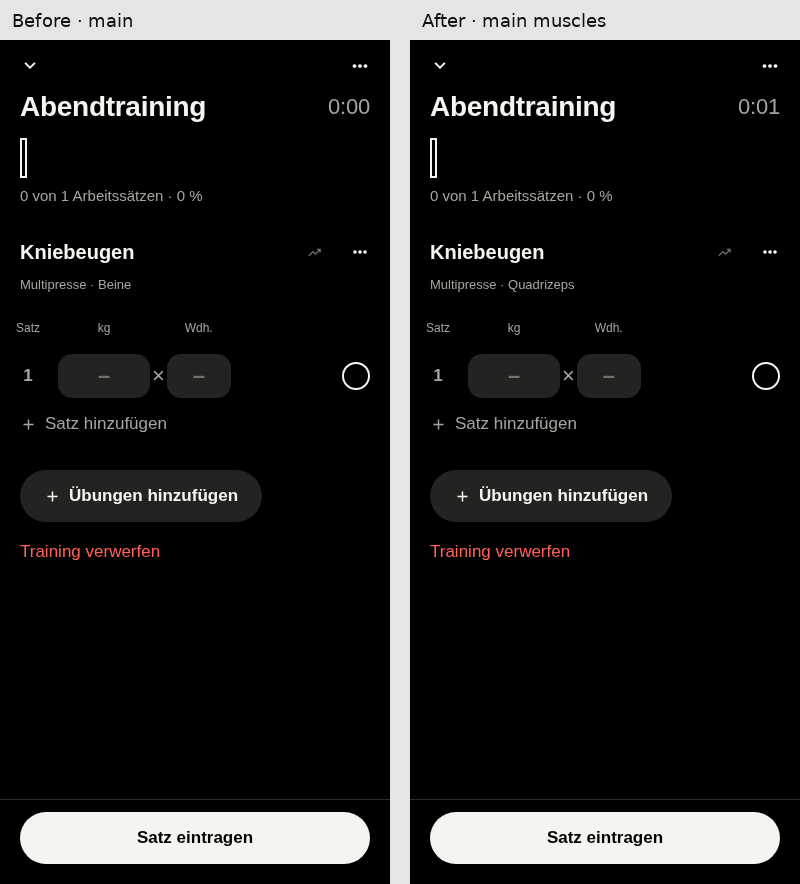 Before · main
Abendtraining 0:00
0 von 1 Arbeitssätzen · 0 %
Kniebeugen
Multipresse · Beine
Satz kg Wdh.
1 – × –
+ Satz hinzufügen
+ Übungen hinzufügen
Training verwerfen
Satz eintragen
After · main muscles
Abendtraining 0:01
0 von 1 Arbeitssätzen · 0 %
Kniebeugen
Multipresse · Quadrizeps
Satz kg Wdh.
1 – × –
+ Satz hinzufügen
+ Übungen hinzufügen
Training verwerfen
Satz eintragen